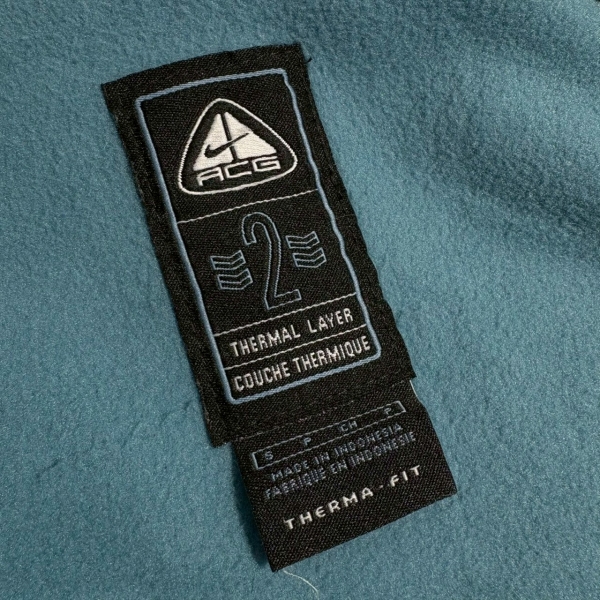 ACG
2
THERMAL LAYER
COUCHE THERMIQUE
S P CH P
MADE IN INDONESIA
FABRIQUE EN INDONESIE
THERMA-FIT